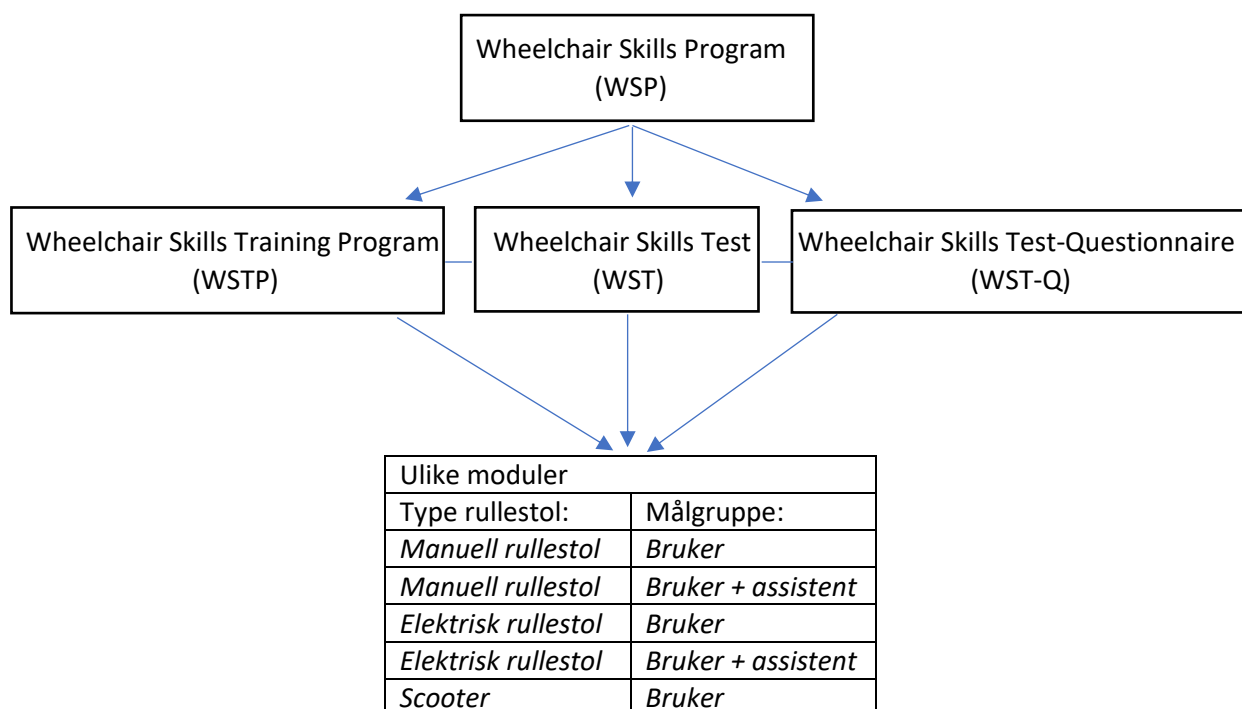 Wheelchair Skills Program
(WSP)
Wheelchair Skills Training Program
(WSTP)
Wheelchair Skills Test
(WST)
Wheelchair Skills Test-Questionnaire
(WST-Q)
Ulike moduler
Type rullestol: Målgruppe:
Manuell rullestol Bruker
Manuell rullestol Bruker + assistent
Elektrisk rullestol Bruker
Elektrisk rullestol Bruker + assistent
Scooter Bruker